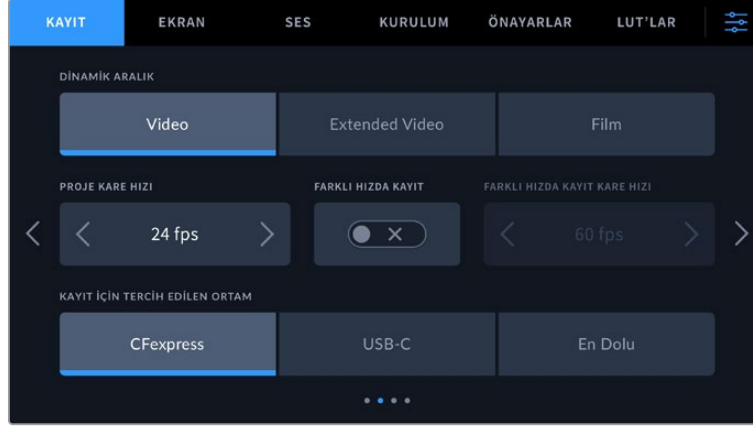 KAYIT EKRAN SES KURULUM ÖNAYARLAR LUT'LAR
DİNAMİK ARALIK
Video Extended Video Film
PROJE KARE HIZI FARKLI HIZDA KAYIT FARKLI HIZDA KAYIT KARE HIZI
24 fps 60 fps
KAYIT İÇİN TERCİH EDİLEN ORTAM
CFexpress USB-C En Dolu